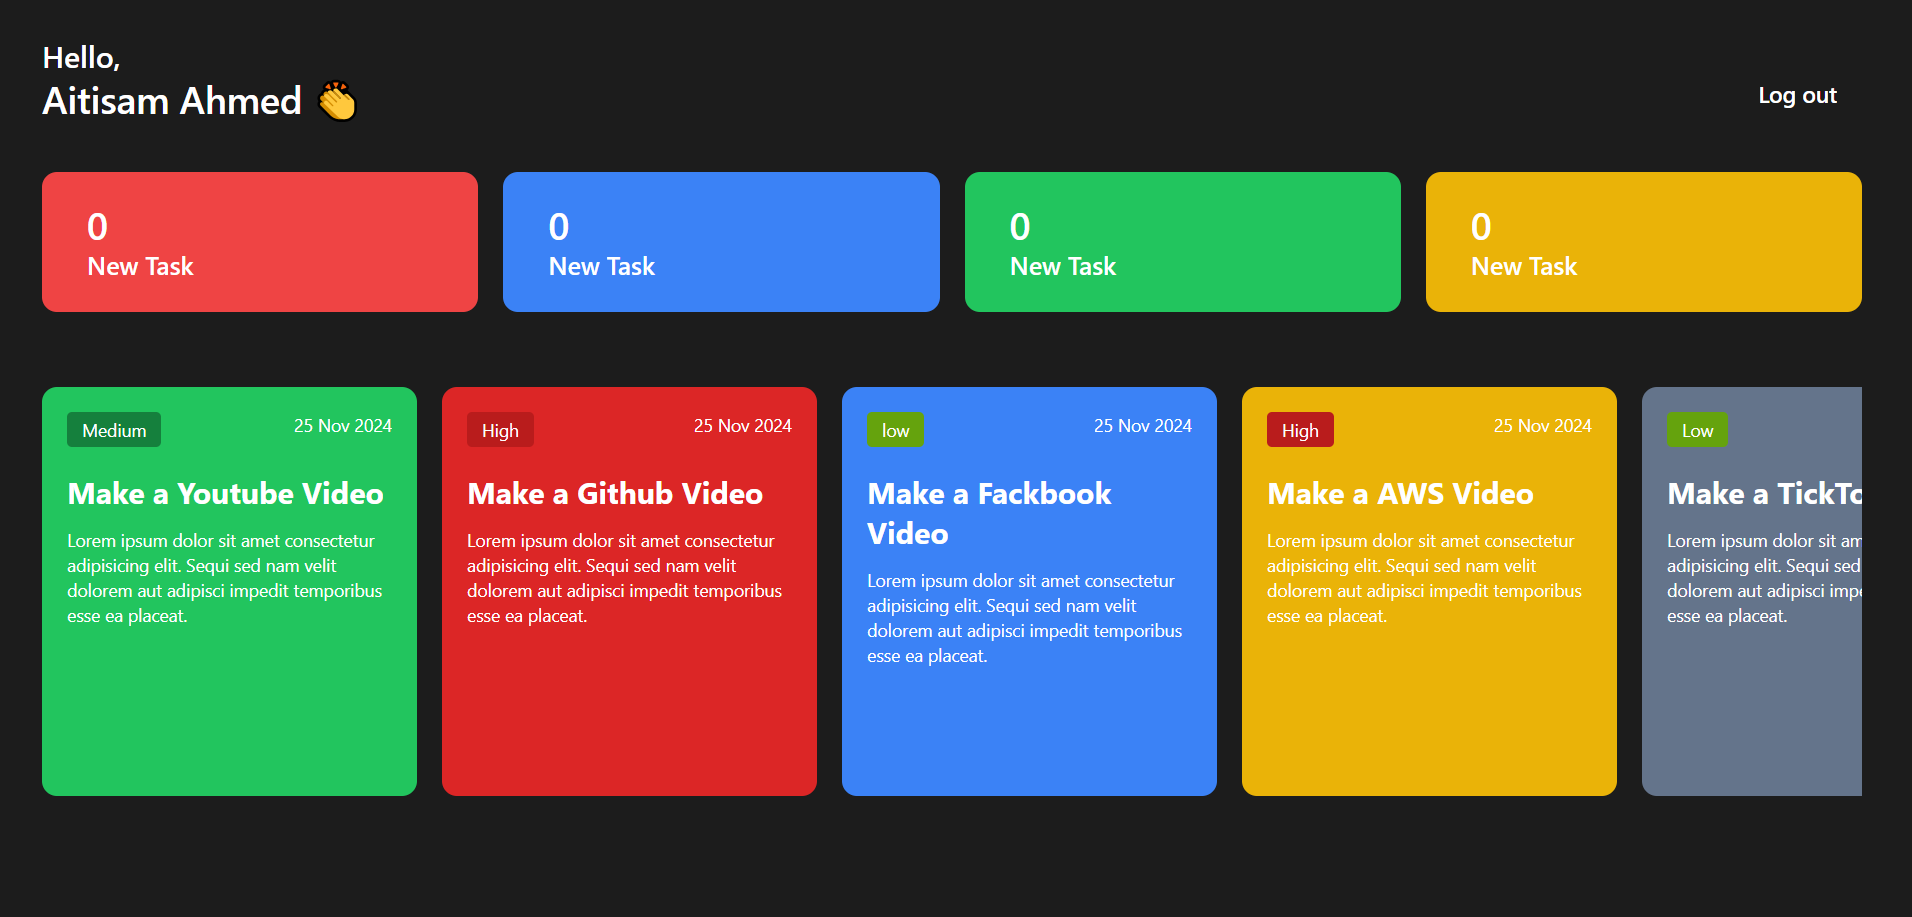 Hello,
Aitisam Ahmed 👏
Log out
0
New Task
0
New Task
0
New Task
0
New Task
Medium
25 Nov 2024
Make a Youtube Video
Lorem ipsum dolor sit amet consectetur
adipisicing elit. Sequi sed nam velit
dolorem aut adipisci impedit temporibus
esse ea placeat.
High
25 Nov 2024
Make a Github Video
Lorem ipsum dolor sit amet consectetur
adipisicing elit. Sequi sed nam velit
dolorem aut adipisci impedit temporibus
esse ea placeat.
low
25 Nov 2024
Make a Fackbook
Video
Lorem ipsum dolor sit amet consectetur
adipisicing elit. Sequi sed nam velit
dolorem aut adipisci impedit temporibus
esse ea placeat.
High
25 Nov 2024
Make a AWS Video
Lorem ipsum dolor sit amet consectetur
adipisicing elit. Sequi sed nam velit
dolorem aut adipisci impedit temporibus
esse ea placeat.
Low
Make a
Lorem ipsum dolor sit
adipisicing elit. Sequi sed
dolorem aut adipisci
esse ea placeat.